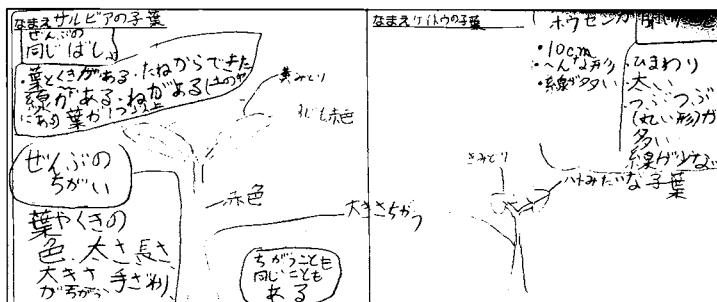 なまえ サルビアの子葉
ぜんぶの
同じばしょ
・葉とくきがある・たねからできた
線がある・ねがある
葉が1つ以上
黄みどり
赤色
ぜんぶの
ちがい
赤色
大きさちがう
葉やくきの
色 太さ 長さ
大きさ 手ざわり
がちがう
ちがうことも
同じことも
ある
なまえ ケイトウの子葉
ホウセンカ
・10cm
・へんな形
・線が多い
・ひまわり
太い
つぶつぶ
(丸い形)が
多い
線が少な
きみどり
ハートみたいな子葉